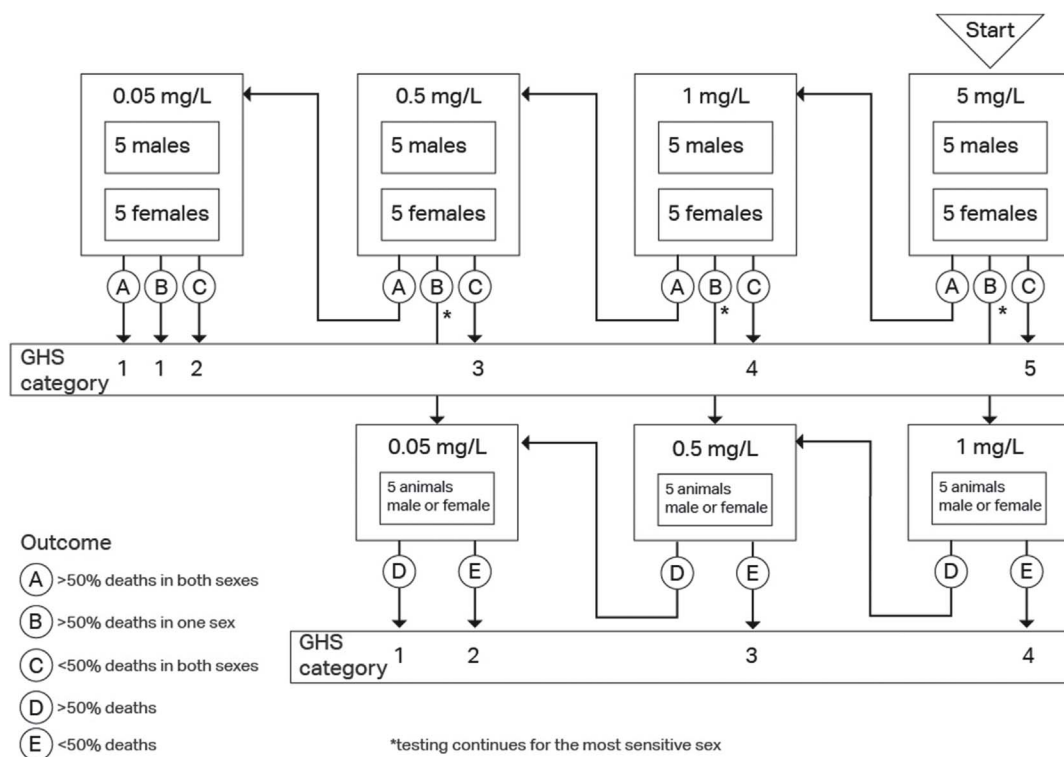 Start
0.05 mg/L
5 males
5 females
0.5 mg/L
5 males
5 females
1 mg/L
5 males
5 females
5 mg/L
5 males
5 females
A B C A B C A B C A B C
* * *
GHS
category
1 1 2 3 4 5
0.05 mg/L
5 animals
male or female
0.5 mg/L
5 animals
male or female
1 mg/L
5 animals
male or female
D E D E D E
GHS
category
1 2 3 4
Outcome
A >50% deaths in both sexes
B >50% deaths in one sex
C <50% deaths in both sexes
D >50% deaths
E <50% deaths
*testing continues for the most sensitive sex